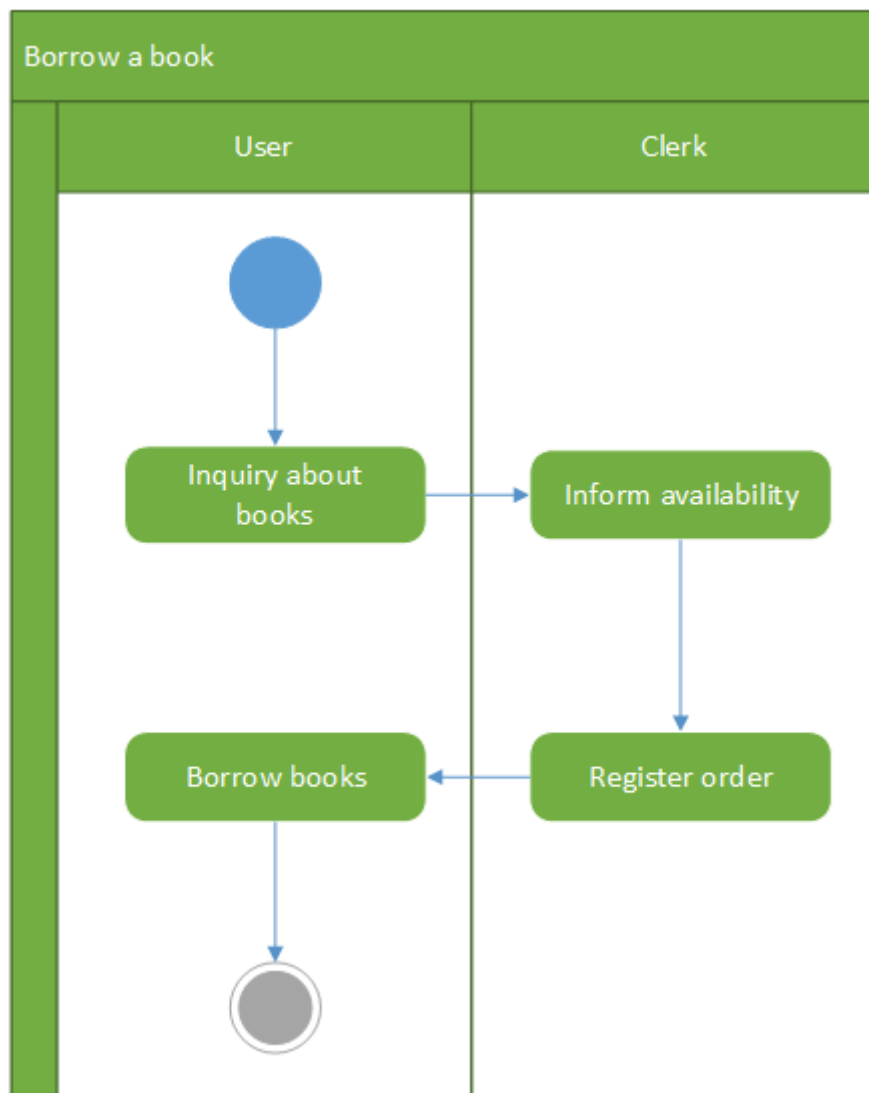 Borrow a book
User
Clerk
Inquiry about
books
Inform availability
Borrow books
Register order